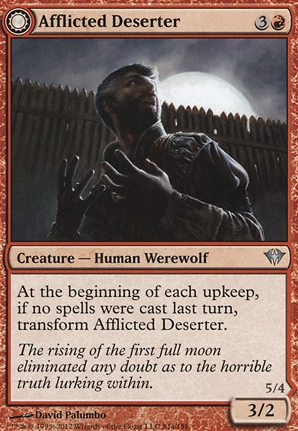 Afflicted Deserter 3
Creature — Human Werewolf
At the beginning of each upkeep,
if no spells were cast last turn,
transform Afflicted Deserter.
The rising of the first full moon
eliminated any doubt as to the horrible
truth lurking within.
5/4
David Palumbo
3/2